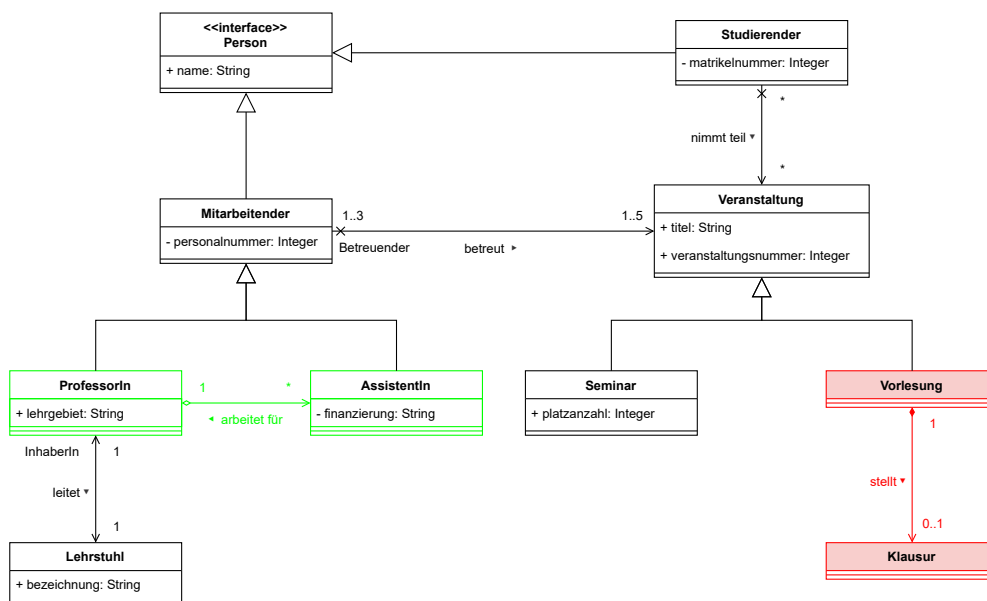 <<interface>>
Person
+ name: String
Studierender
- matrikelnummer: Integer
*
nimmt teil ▼
*
Mitarbeitender
- personalnummer: Integer
1..3
Betreuender
betreut ►
1..5
Veranstaltung
+ titel: String
+ veranstaltungsnummer: Integer
ProfessorIn
+ lehrgebiet: String
1
*
◄ arbeitet für
AssistentIn
- finanzierung: String
Seminar
+ platzanzahl: Integer
Vorlesung
1
stellt ▼
0..1
Klausur
InhaberIn
1
leitet ▼
1
Lehrstuhl
+ bezeichnung: String